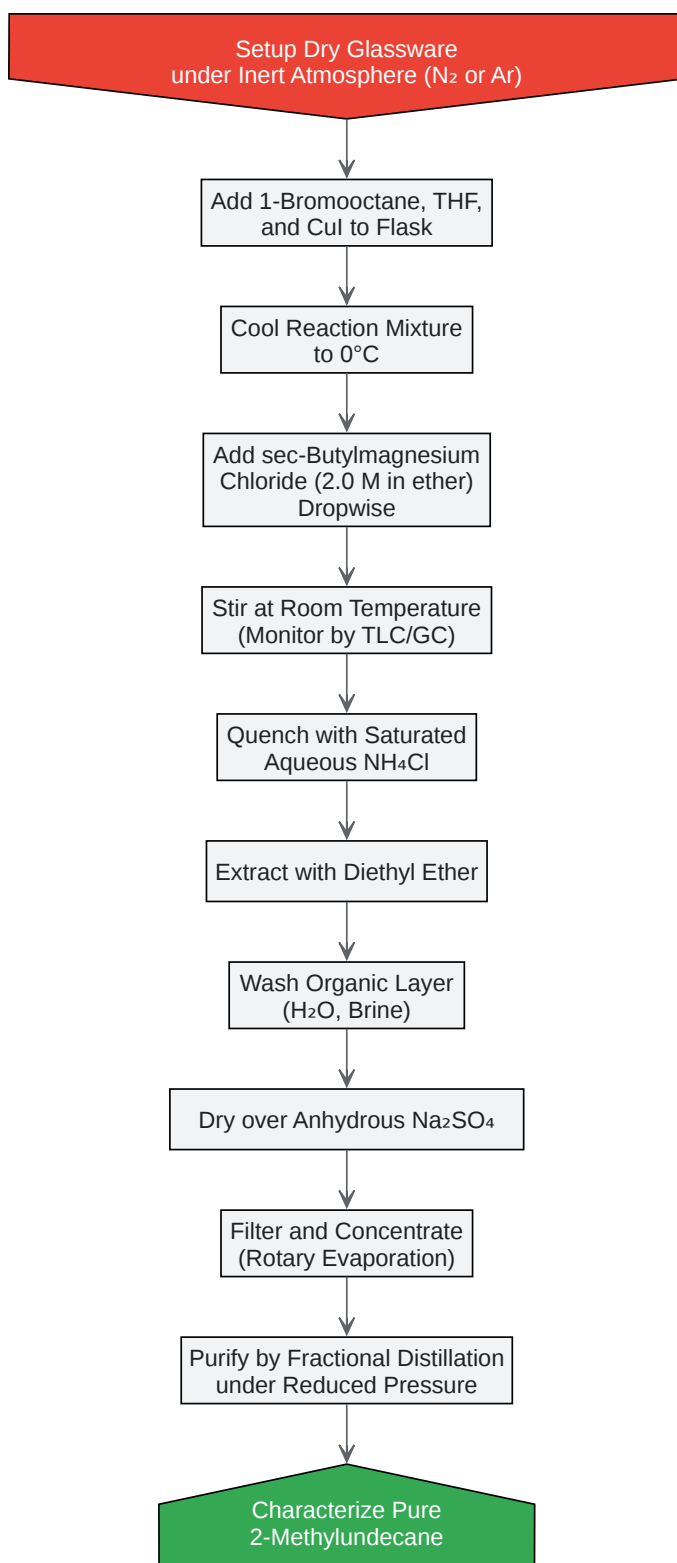 Setup Dry Glassware
under Inert Atmosphere (N₂ or Ar)
Add 1-Bromooctane, THF,
and CuI to Flask
Cool Reaction Mixture
to 0°C
Add sec-Butylmagnesium
Chloride (2.0 M in ether)
Dropwise
Stir at Room Temperature
(Monitor by TLC/GC)
Quench with Saturated
Aqueous NH₄Cl
Extract with Diethyl Ether
Wash Organic Layer
(H₂O, Brine)
Dry over Anhydrous Na₂SO₄
Filter and Concentrate
(Rotary Evaporation)
Purify by Fractional Distillation
under Reduced Pressure
Characterize Pure
2-Methylundecane